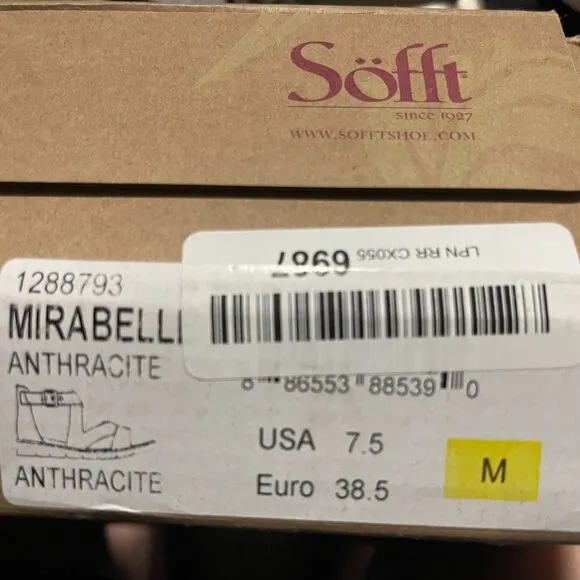 Söfft
since 1927
WWW.SOFFTSHOE.COM
LPN RR CX055 6987
1288793
MIRABELL
ANTHRACITE
8 86553 88539 0
USA 7.5
Euro 38.5
M
ANTHRACITE